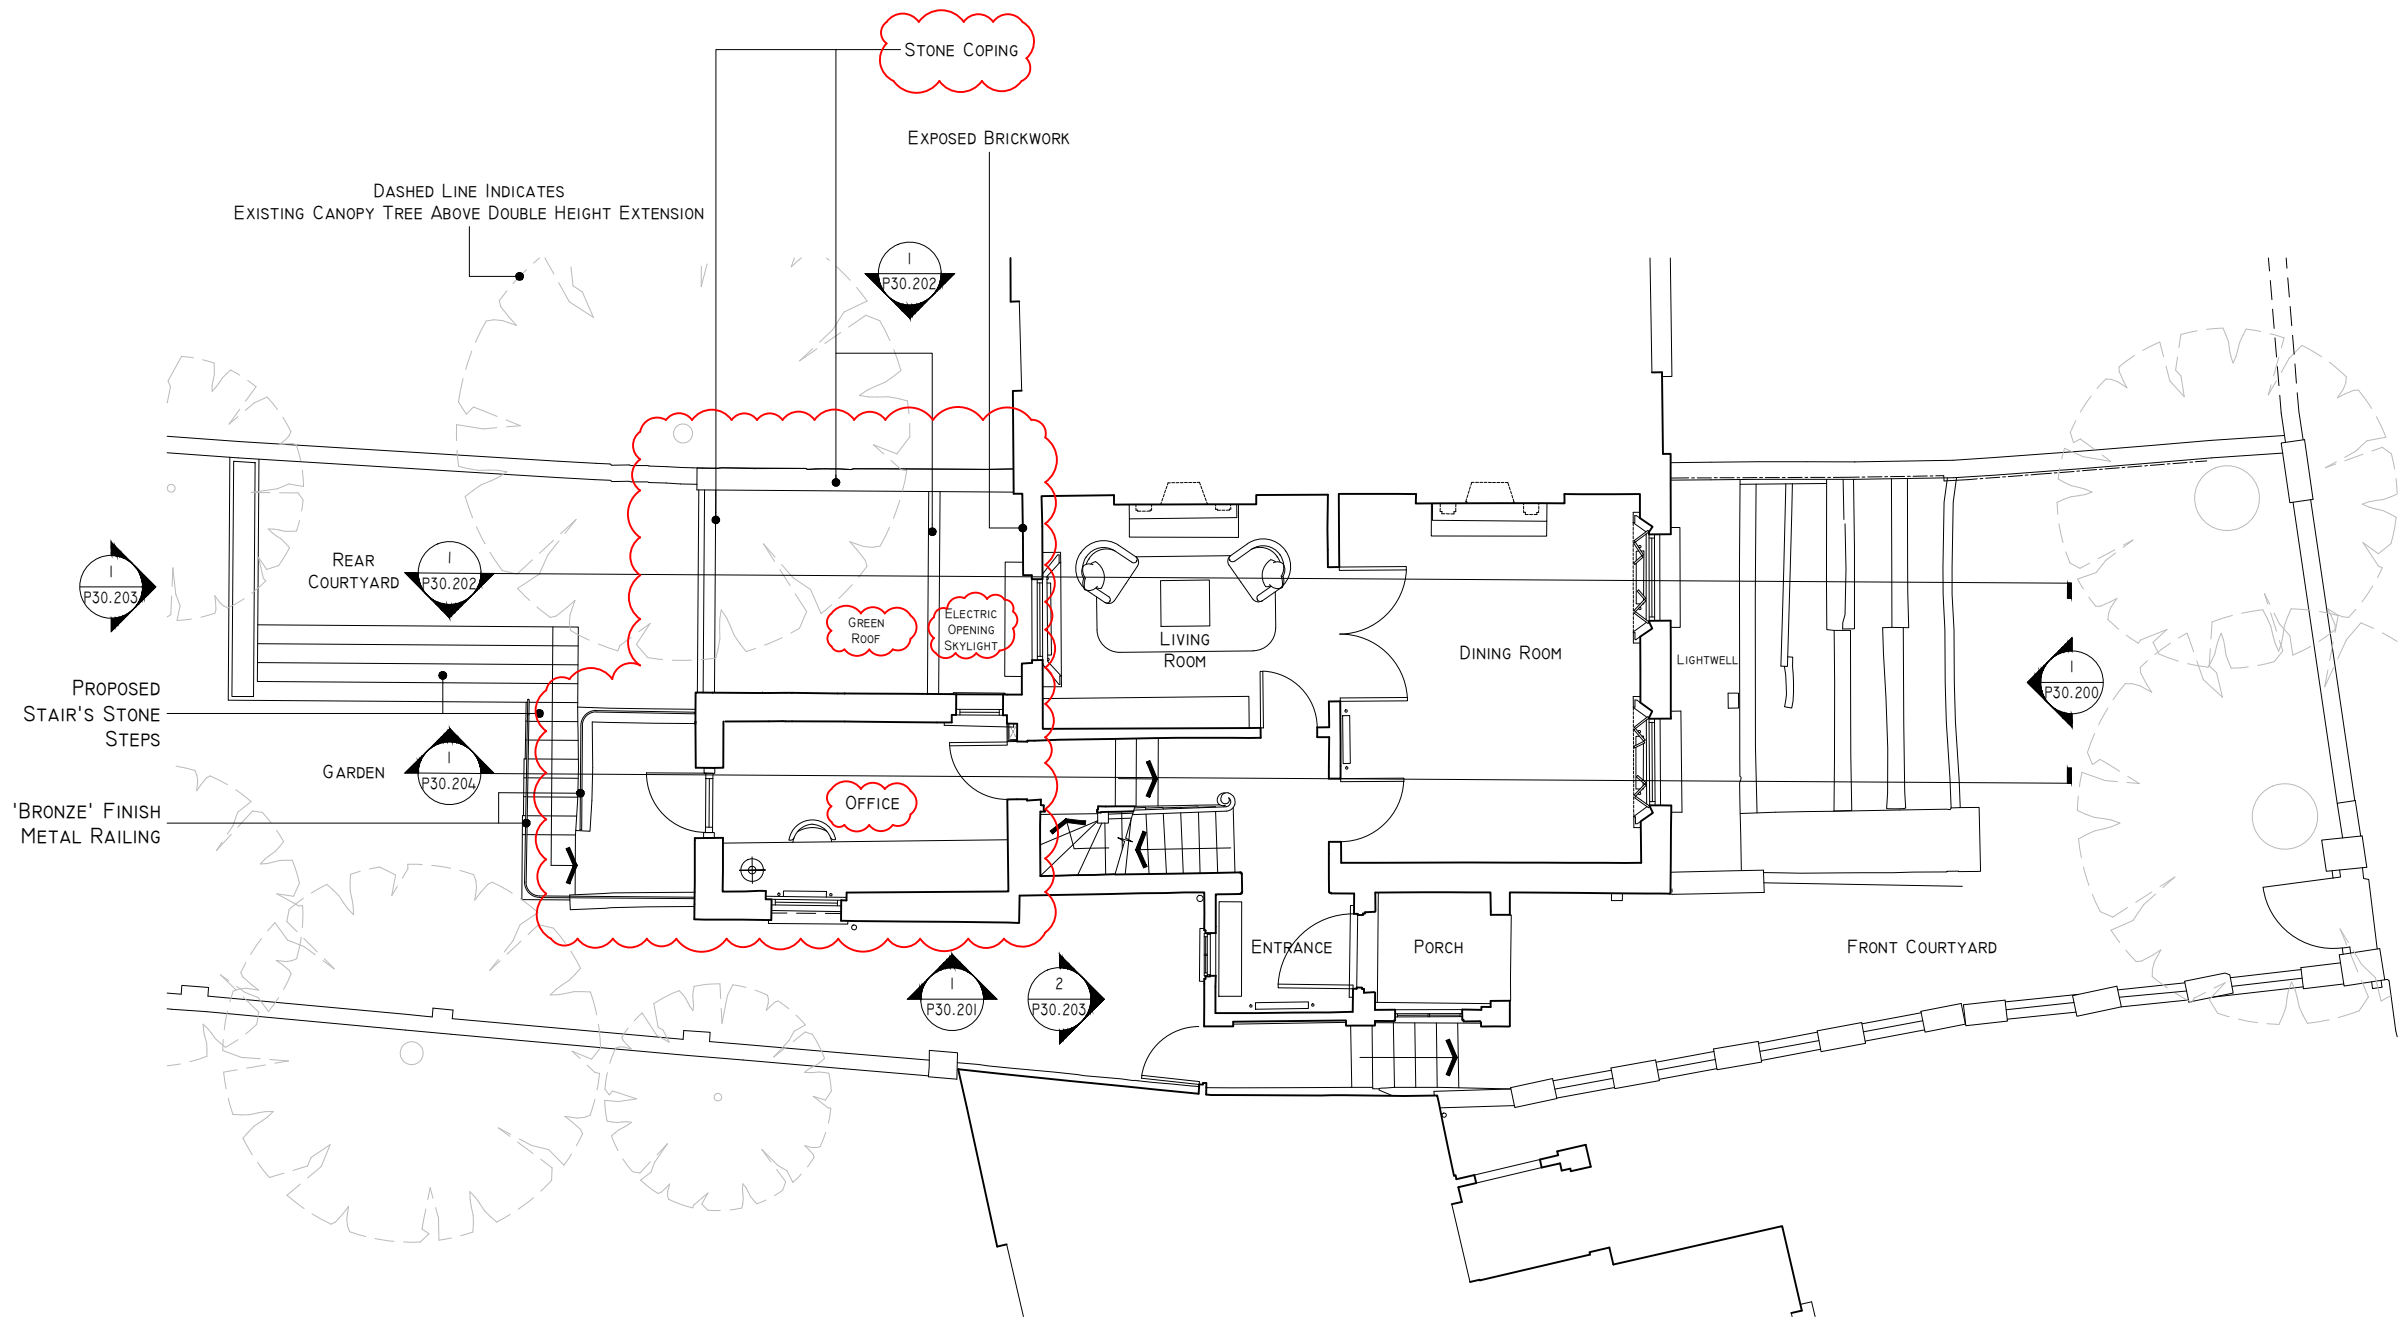 STONE COPING
EXPOSED BRICKWORK
DASHED LINE INDICATES
EXISTING CANOPY TREE ABOVE DOUBLE HEIGHT EXTENSION
1
P30.202
REAR
COURTYARD
1
P30.202
1
P30.203
GREEN
ROOF
ELECTRIC
OPENING
SKYLIGHT
LIVING
ROOM
DINING ROOM
LIGHTWELL
1
P30.200
PROPOSED
STAIR'S STONE
STEPS
GARDEN
1
P30.204
'BRONZE' FINISH
METAL RAILING
OFFICE
ENTRANCE
PORCH
FRONT COURTYARD
1
P30.201
2
P30.203